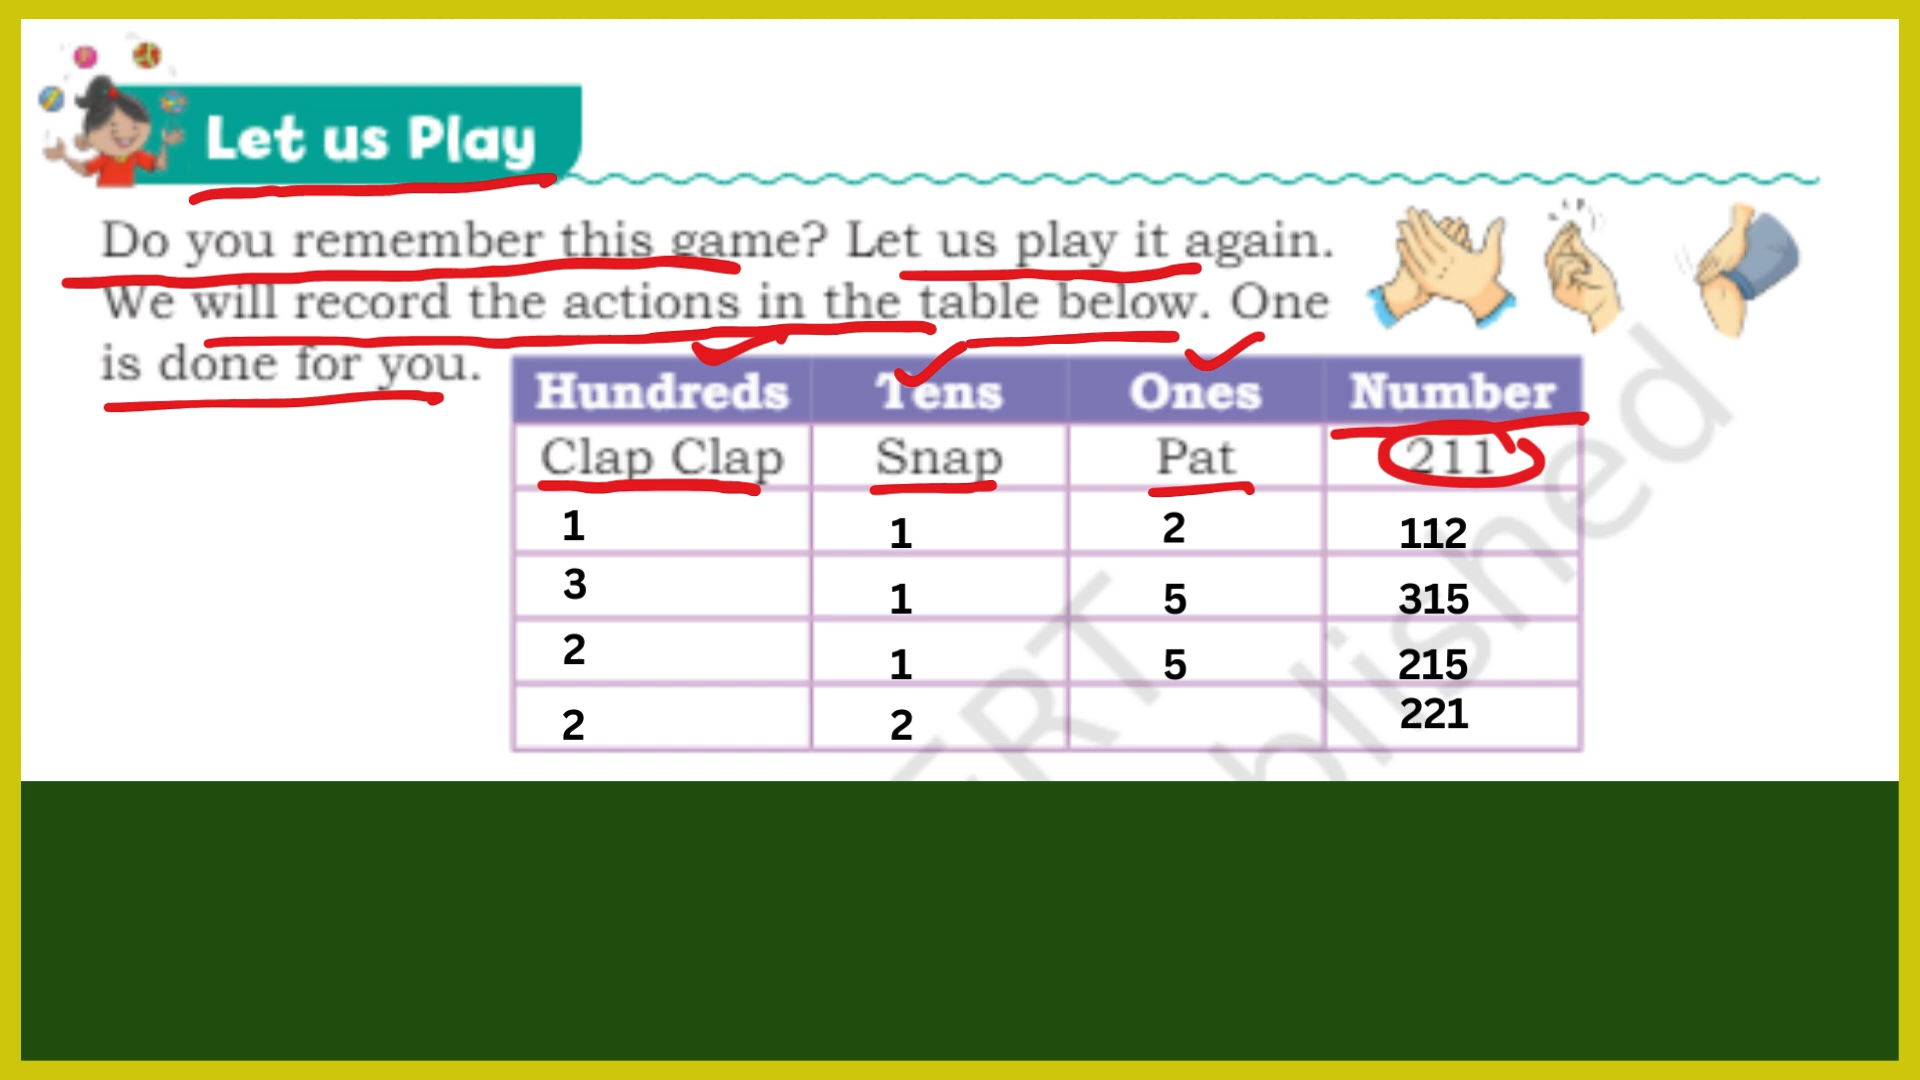 Let us Play
Do you remember this game? Let us play it again.
We will record the actions in the table below. One
is done for you.
Hundreds Tens Ones Number
Clap Clap Snap Pat 211
1 1 2 112
3 1 5 315
2 1 5 215
2 2 221